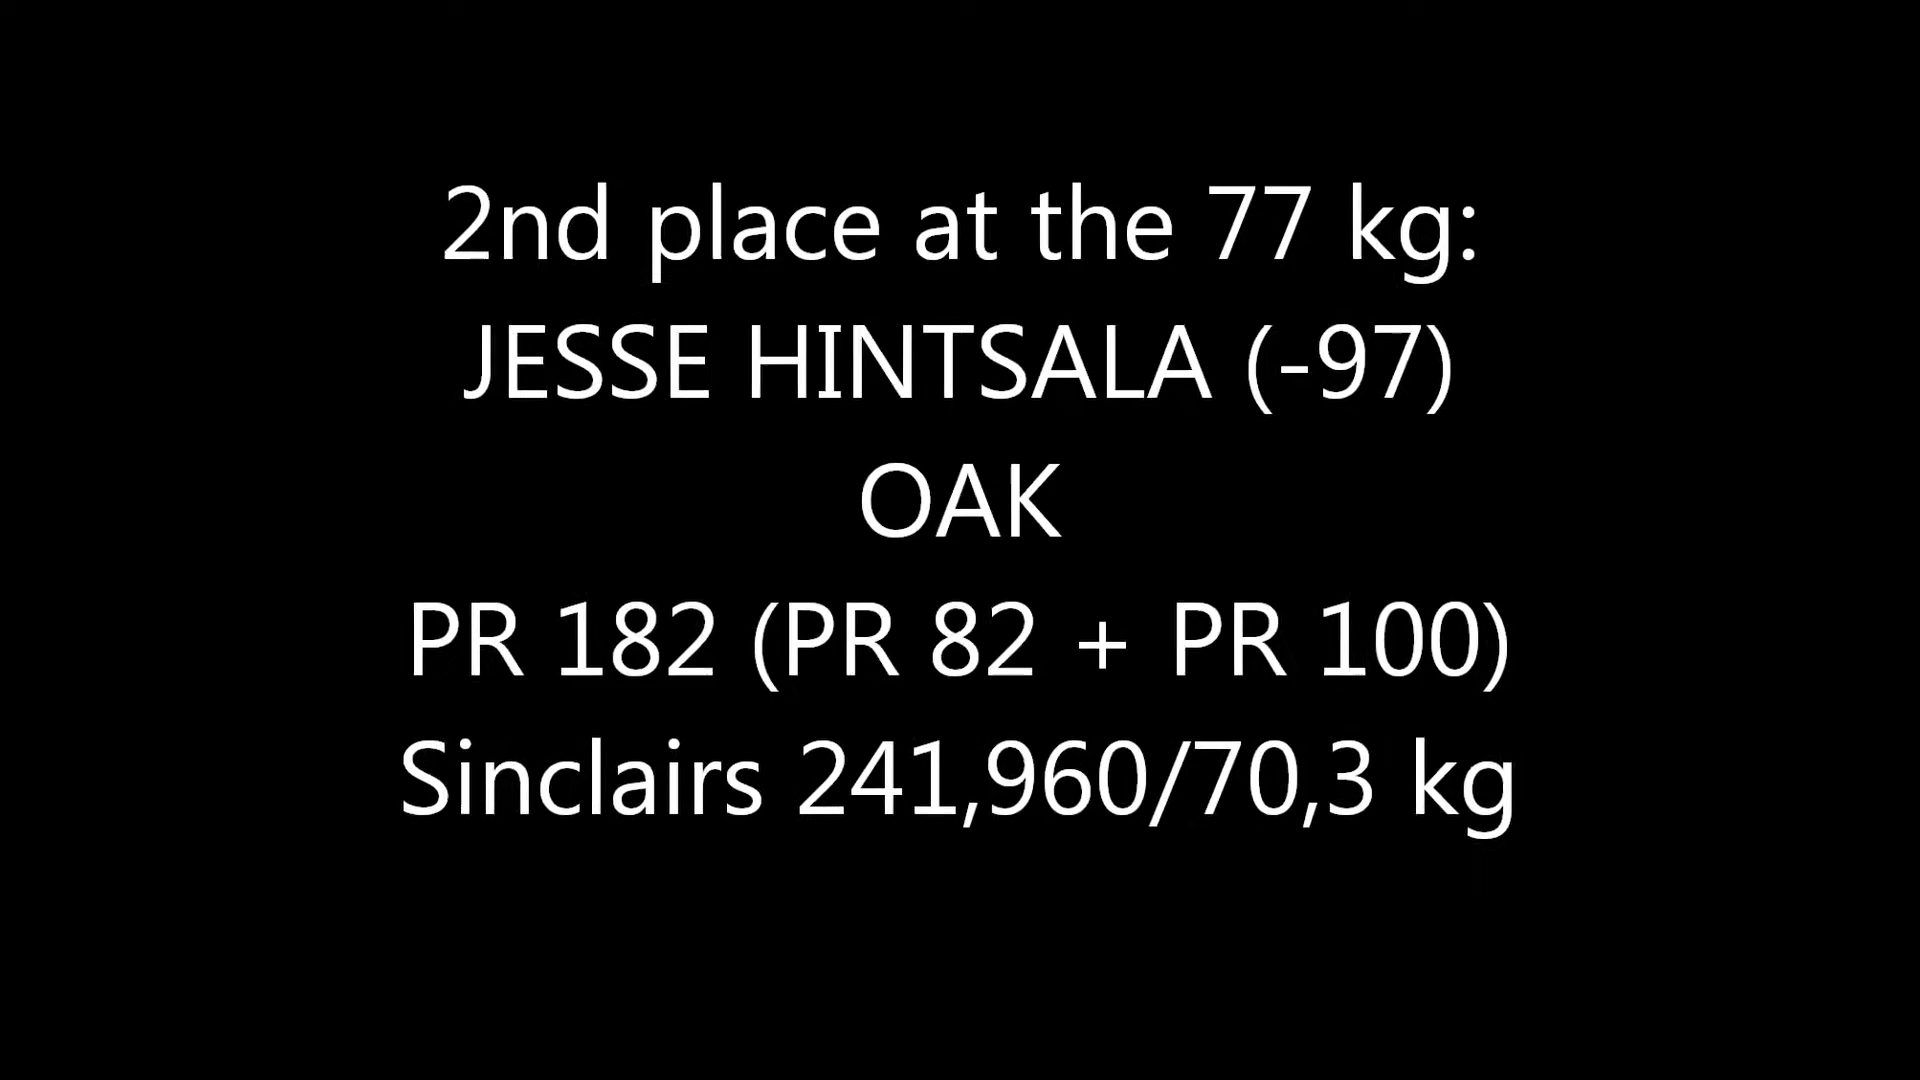 2nd place at the 77 kg:
JESSE HINTSALA (-97)
OAK
PR 182 (PR 82 + PR 100)
Sinclairs 241,960/70,3 kg